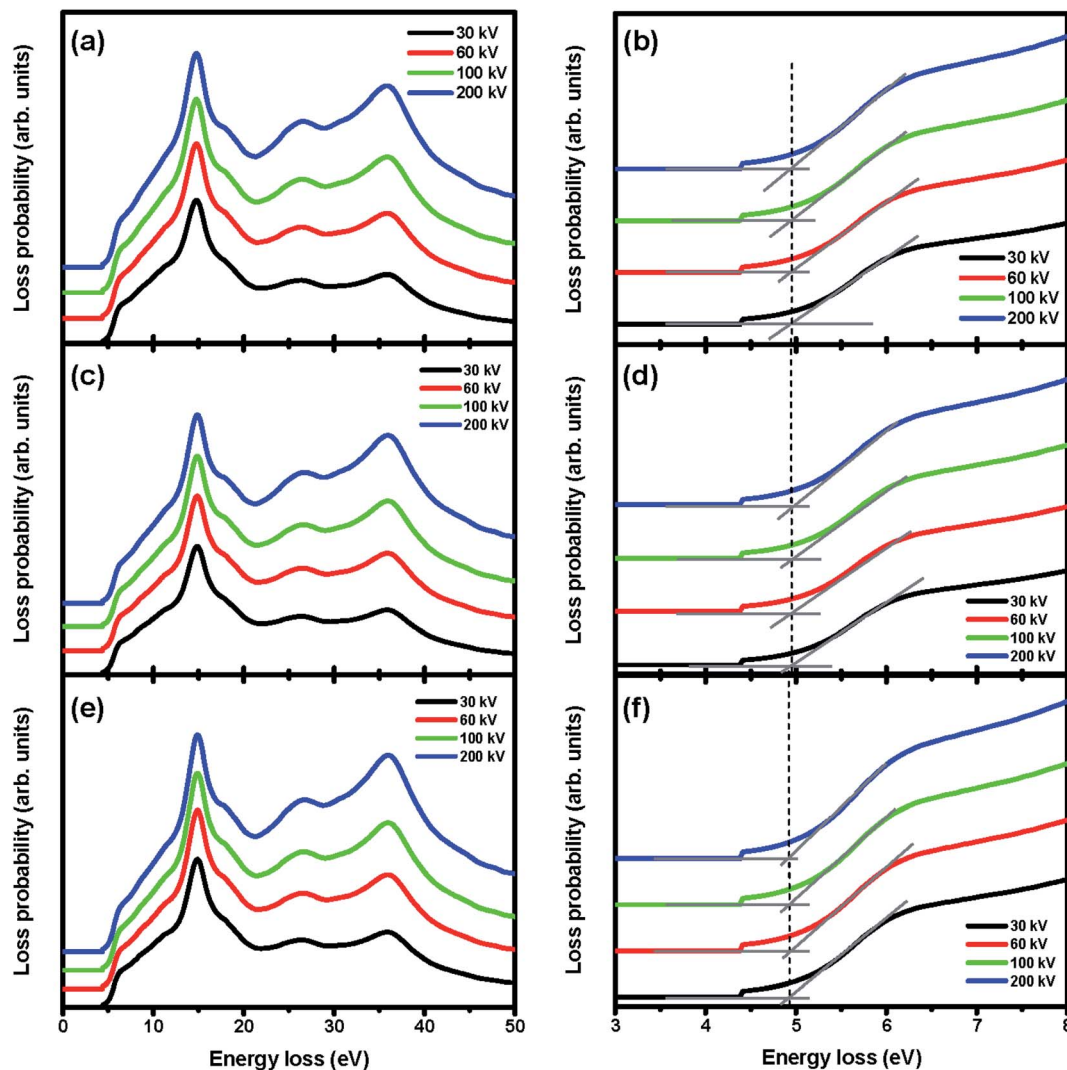 (a)
30 kV
60 kV
100 kV
200 kV
Loss probability (arb. units)
(b)
30 kV
60 kV
100 kV
200 kV
Loss probability (arb. units)
(c)
30 kV
60 kV
100 kV
200 kV
Loss probability (arb. units)
(d)
30 kV
60 kV
100 kV
200 kV
Loss probability (arb. units)
(e)
30 kV
60 kV
100 kV
200 kV
Loss probability (arb. units)
(f)
30 kV
60 kV
100 kV
200 kV
Loss probability (arb. units)
0 10 20 30 40 50
Energy loss (eV)
3 4 5 6 7 8
Energy loss (eV)